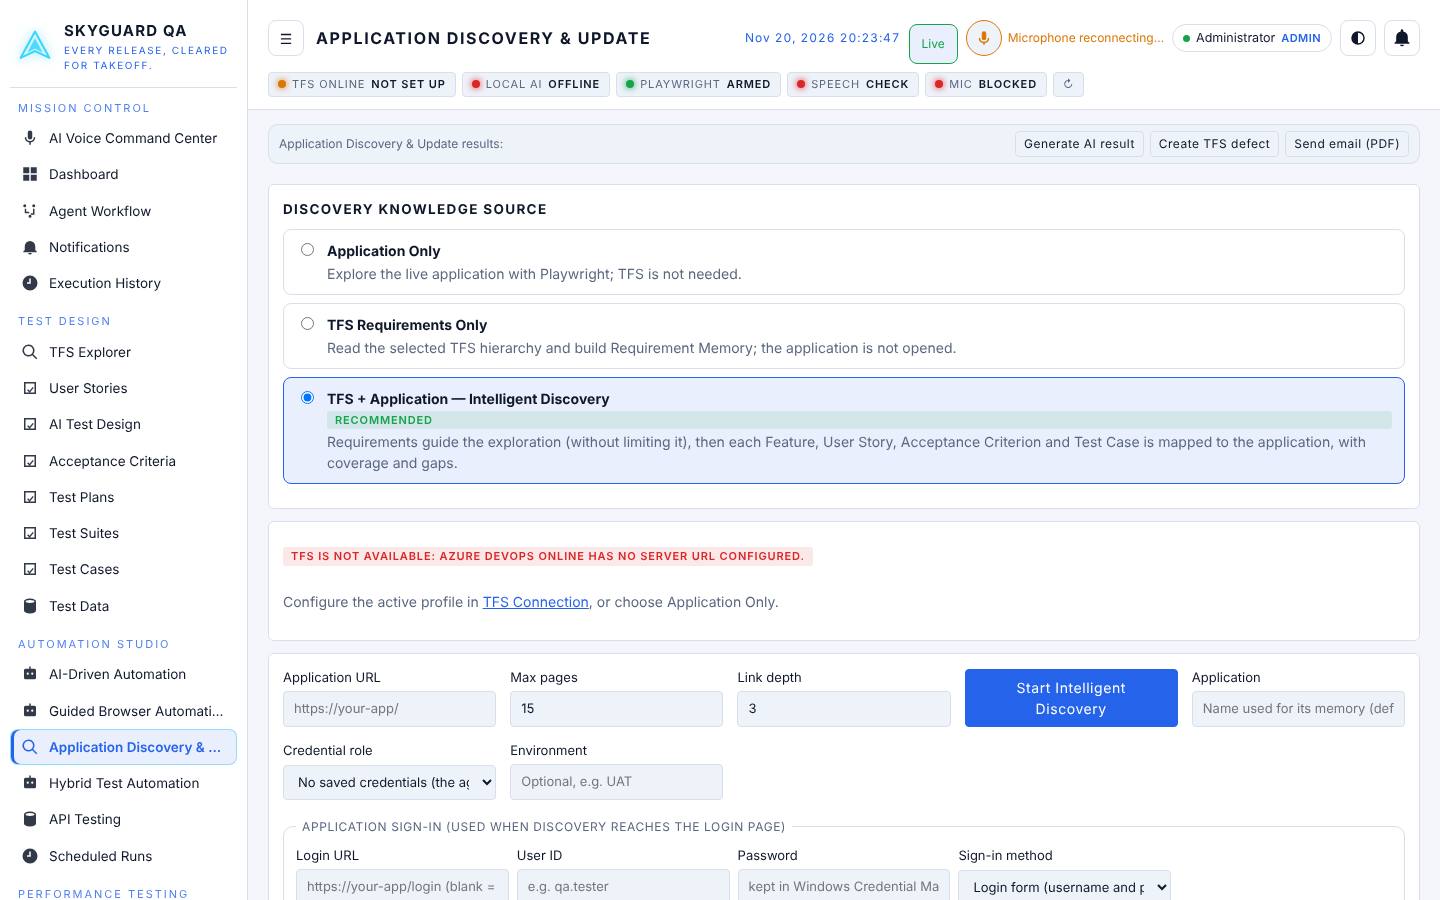 SKYGUARD QA
EVERY RELEASE, CLEARED
FOR TAKEOFF.
MISSION CONTROL
AI Voice Command Center
Dashboard
Agent Workflow
Notifications
Execution History
TEST DESIGN
TFS Explorer
User Stories
AI Test Design
Acceptance Criteria
Test Plans
Test Suites
Test Cases
Test Data
AUTOMATION STUDIO
AI-Driven Automation
Guided Browser Automati...
Application Discovery & ...
Hybrid Test Automation
API Testing
Scheduled Runs
PERFORMANCE TESTING
APPLICATION DISCOVERY & UPDATE
Nov 20, 2026 20:23:47
Live
Microphone reconnecting...
Administrator ADMIN
TFS ONLINE NOT SET UP
LOCAL AI OFFLINE
PLAYWRIGHT ARMED
SPEECH CHECK
MIC BLOCKED
Application Discovery & Update results:
Generate AI result
Create TFS defect
Send email (PDF)
DISCOVERY KNOWLEDGE SOURCE
Application Only
Explore the live application with Playwright; TFS is not needed.
TFS Requirements Only
Read the selected TFS hierarchy and build Requirement Memory; the application is not opened.
TFS + Application — Intelligent Discovery
RECOMMENDED
Requirements guide the exploration (without limiting it), then each Feature, User Story, Acceptance Criterion and Test Case is mapped to the application, with
coverage and gaps.
TFS IS NOT AVAILABLE: AZURE DEVOPS ONLINE HAS NO SERVER URL CONFIGURED.
Configure the active profile in TFS Connection, or choose Application Only.
Application URL
https://your-app/
Max pages
15
Link depth
3
Start Intelligent
Discovery
Application
Name used for its memory (def
Credential role
No saved credentials (the ag
Environment
Optional, e.g. UAT
APPLICATION SIGN-IN (USED WHEN DISCOVERY REACHES THE LOGIN PAGE)
Login URL
https://your-app/login (blank =
User ID
e.g. qa.tester
Password
kept in Windows Credential Ma
Sign-in method
Login form (username and p